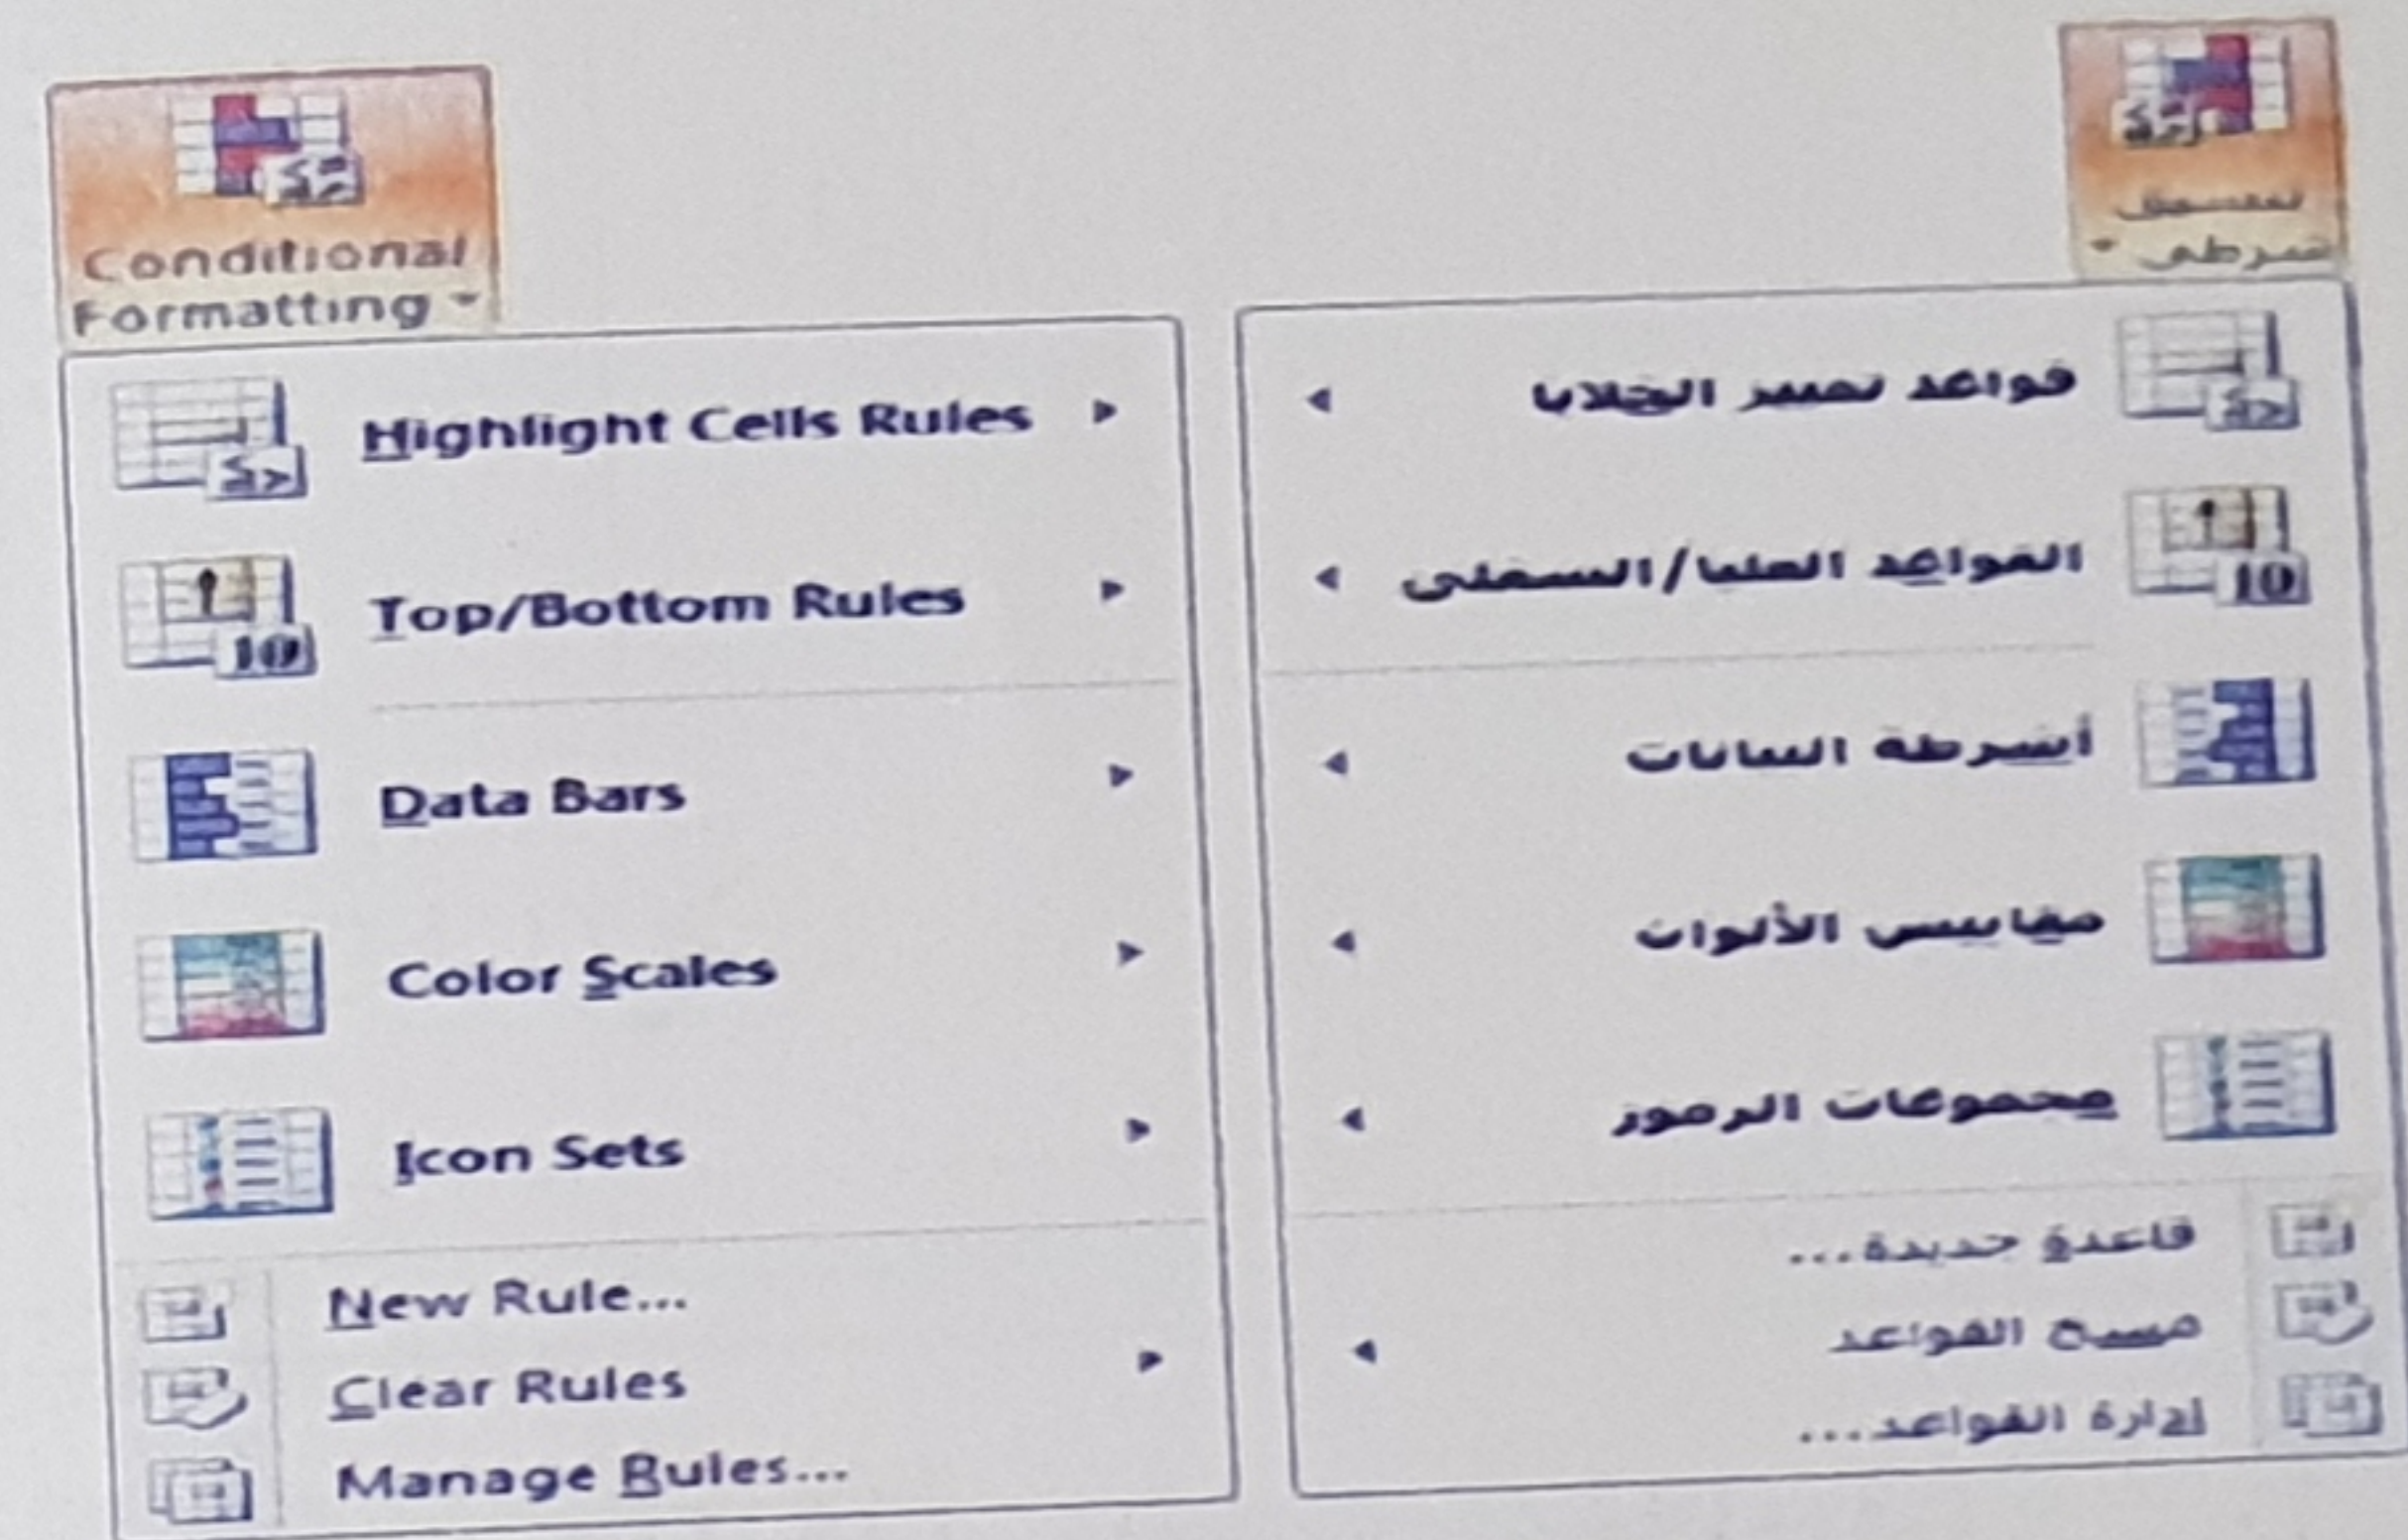 Conditional
Formatting
Highlight Cells Rules
Top/Bottom Rules
10
Data Bars
Color Scales
Icon Sets
New Rule...
Clear Rules
Manage Rules...
تنسيق
شرطي
قواعد تمييز الخلايا
القواعد العليا/السفلى
10
أشرطة البيانات
مقاييس الألوان
مجموعات الرموز
قاعدة جديدة...
مسح القواعد
إدارة القواعد...